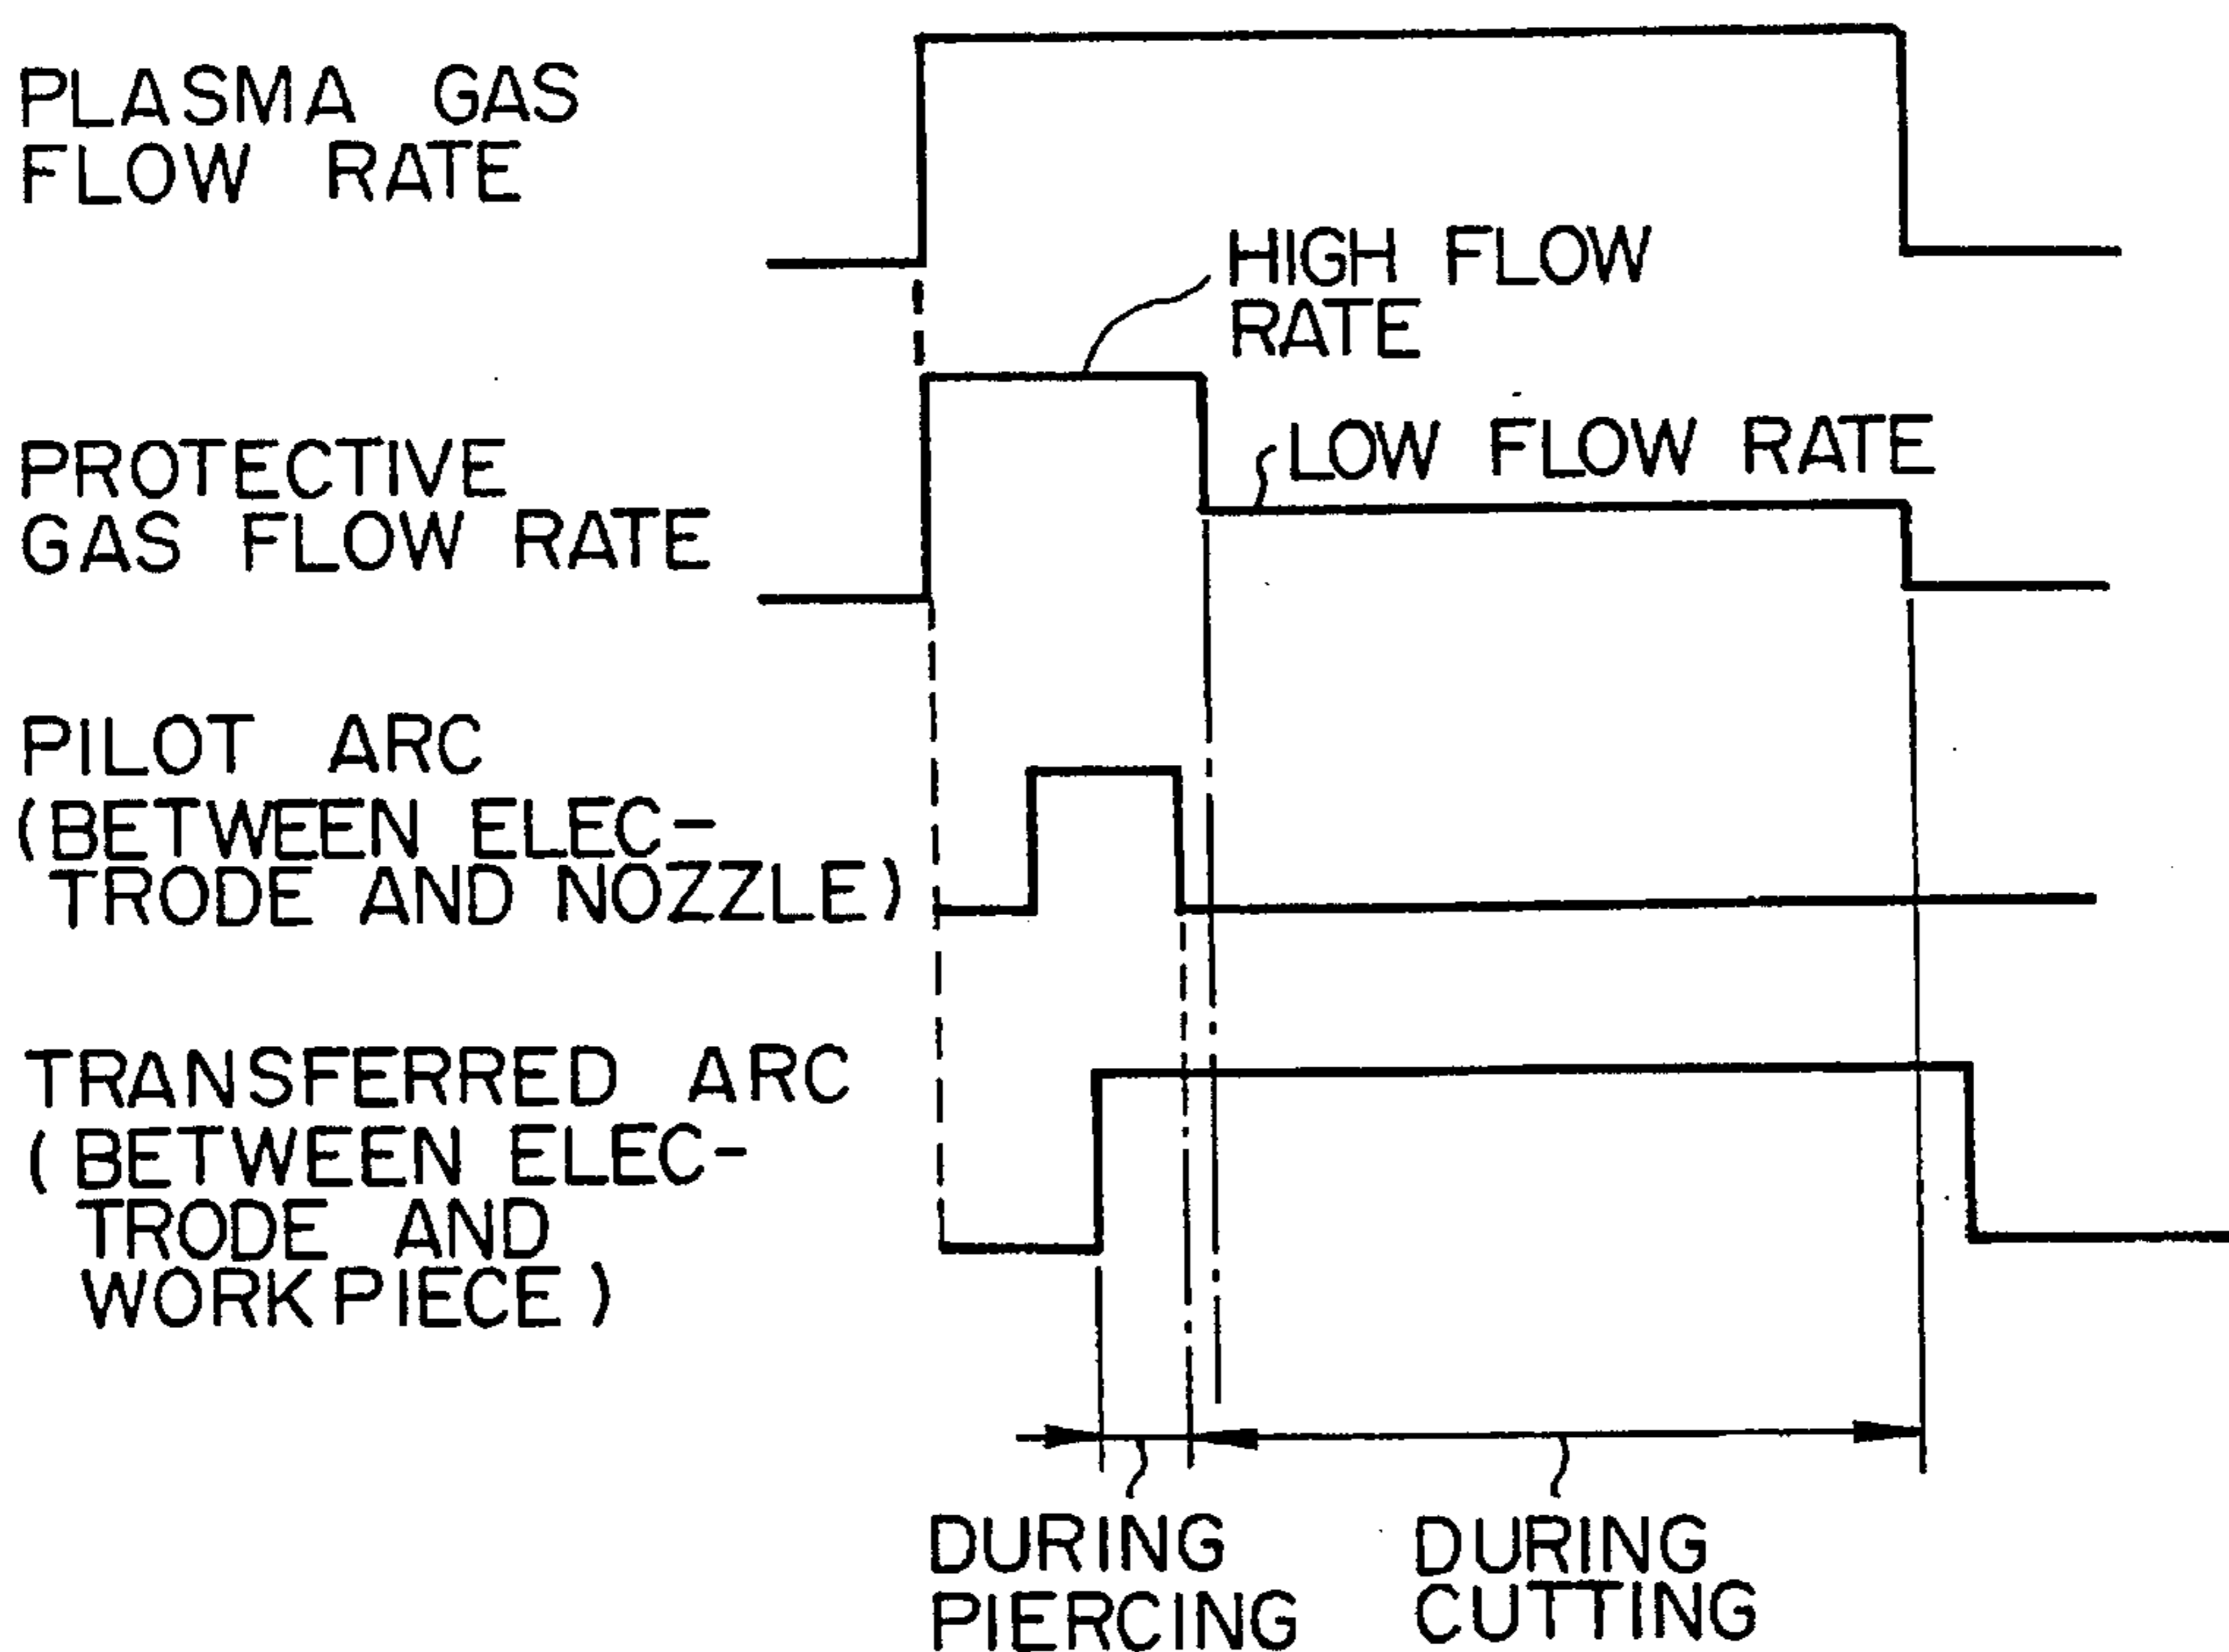 PLASMA GAS
FLOW RATE
HIGH FLOW
RATE
PROTECTIVE
GAS FLOW RATE
LOW FLOW RATE
PILOT ARC
(BETWEEN ELEC-
TRODE AND NOZZLE)
TRANSFERRED ARC
(BETWEEN ELEC-
TRODE AND
WORKPIECE)
DURING
PIERCING
DURING
CUTTING